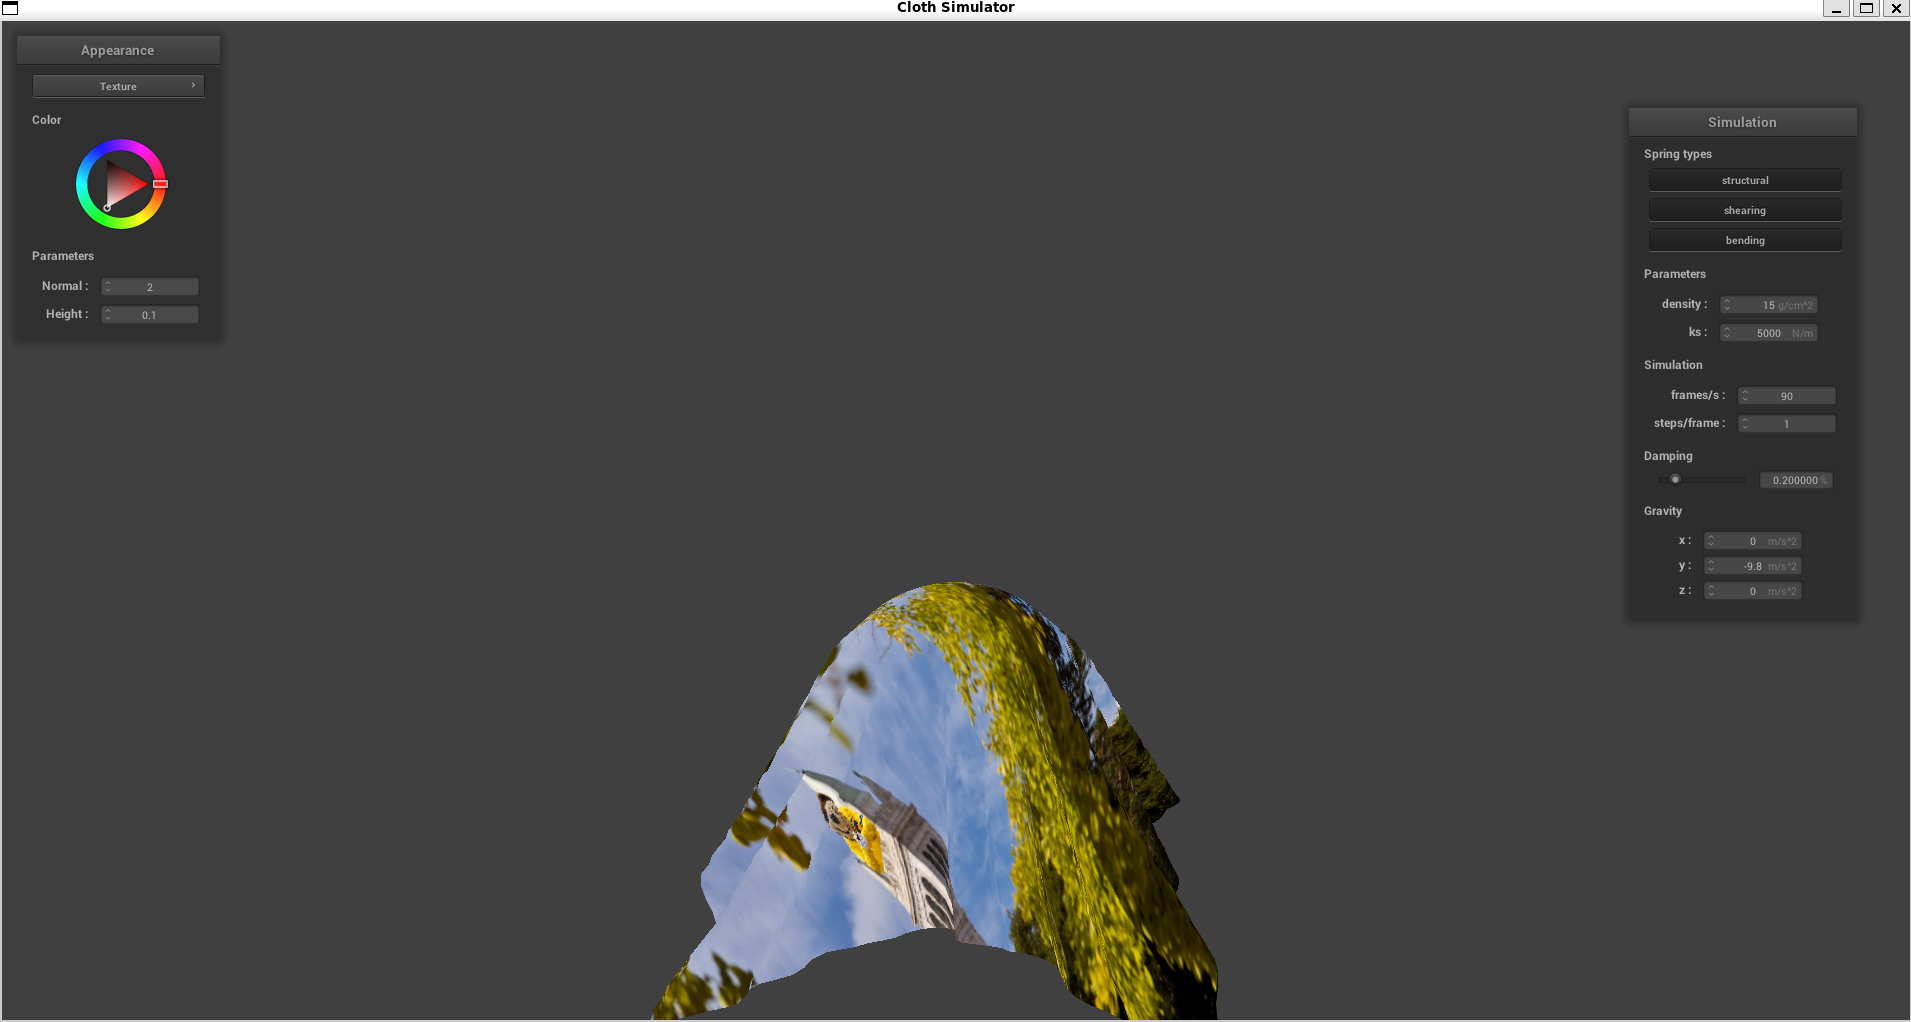 Cloth Simulator
Appearance
Texture
Color
Parameters
Normal : 2
Height : 0.1
Simulation
Spring types
structural
shearing
bending
Parameters
density : 15 g/cm^2
ks : 5000 N/m
Simulation
frames/s : 90
steps/frame : 1
Damping
0.200000 %
Gravity
x : 0 m/s^2
y : -9.8 m/s^2
z : 0 m/s^2